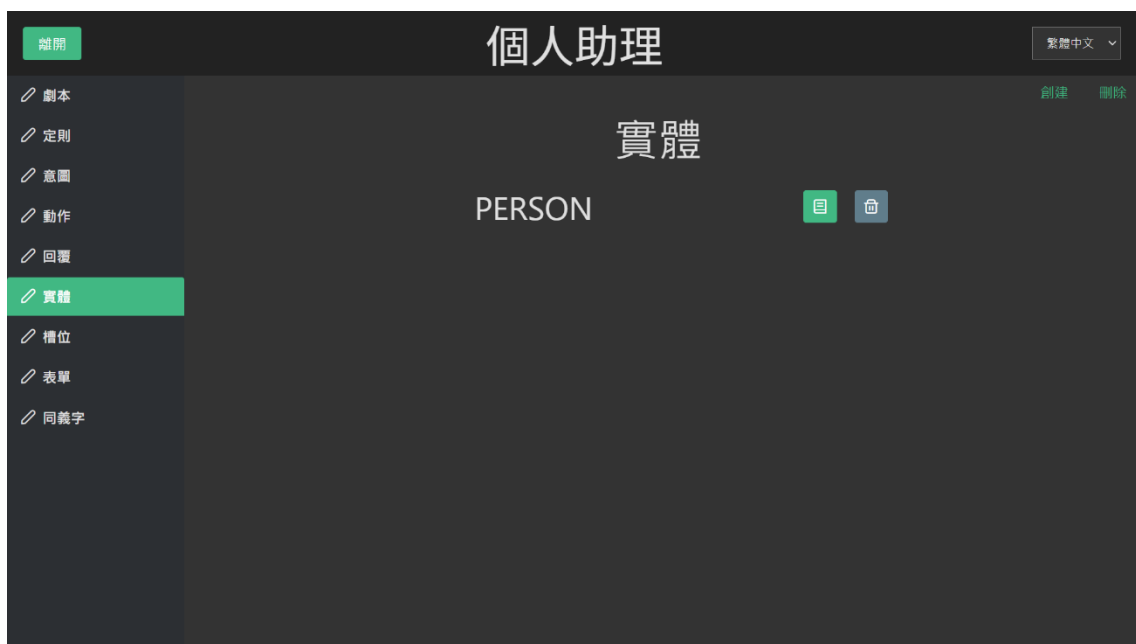 離開
個人助理
繁體中文
劇本
定則
意圖
動作
回覆
實體
槽位
表單
同義字
創建 刪除
實體
PERSON